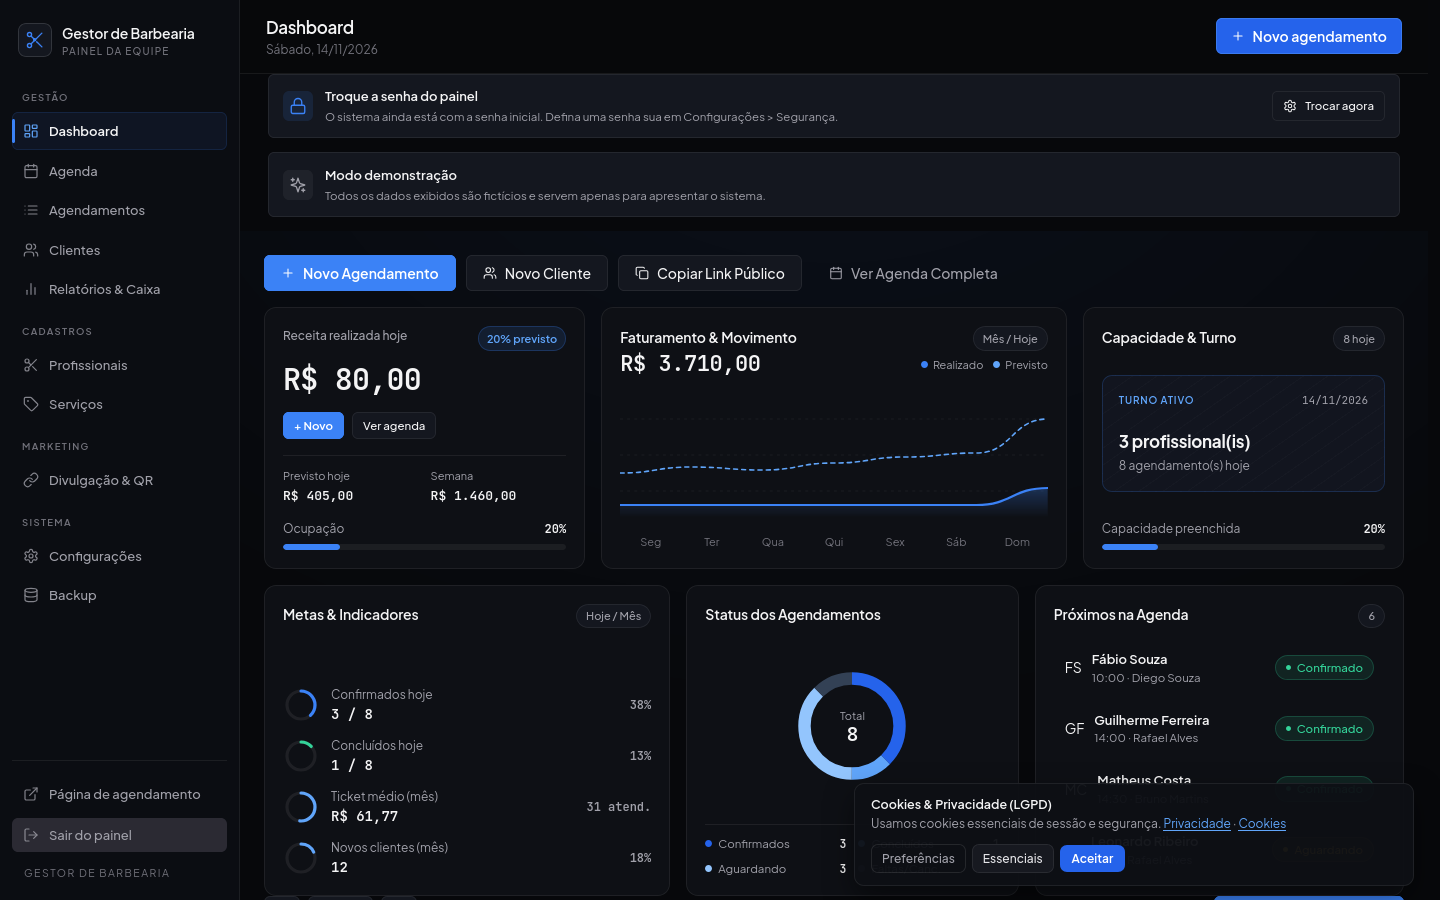 Gestor de Barbearia
PAINEL DA EQUIPE
GESTÃO
Dashboard
Agenda
Agendamentos
Clientes
Relatórios & Caixa
CADASTROS
Profissionais
Serviços
MARKETING
Divulgação & QR
SISTEMA
Configurações
Backup
Página de agendamento
Sair do painel
GESTOR DE BARBEARIA
Dashboard
Sábado, 14/11/2026
+ Novo agendamento
Troque a senha do painel
O sistema ainda está com a senha inicial. Defina uma senha sua em Configurações > Segurança.
Trocar agora
Modo demonstração
Todos os dados exibidos são fictícios e servem apenas para apresentar o sistema.
+ Novo Agendamento
Novo Cliente
Copiar Link Público
Ver Agenda Completa
Receita realizada hoje
20% previsto
R$ 80,00
+ Novo
Ver agenda
Previsto hoje
R$ 405,00
Semana
R$ 1.460,00
Ocupação
20%
Faturamento & Movimento
Mês / Hoje
R$ 3.710,00
Realizado
Previsto
Seg Ter Qua Qui Sex Sáb Dom
Capacidade & Turno
8 hoje
TURNO ATIVO
14/11/2026
3 profissional(is)
8 agendamento(s) hoje
Capacidade preenchida
20%
Metas & Indicadores
Hoje / Mês
Confirmados hoje
3 / 8
38%
Concluídos hoje
1 / 8
13%
Ticket médio (mês)
R$ 61,77
31 atend.
Novos clientes (mês)
12
18%
Status dos Agendamentos
Total
8
Confirmados 3
Aguardando 3
Próximos na Agenda
6
FS
Fábio Souza
10:00 · Diego Souza
Confirmado
GF
Guilherme Ferreira
14:00 · Rafael Alves
Confirmado
MC
Matheus Costa
Cookies & Privacidade (LGPD)
Usamos cookies essenciais de sessão e segurança. Privacidade · Cookies
Preferências
Essenciais
Aceitar